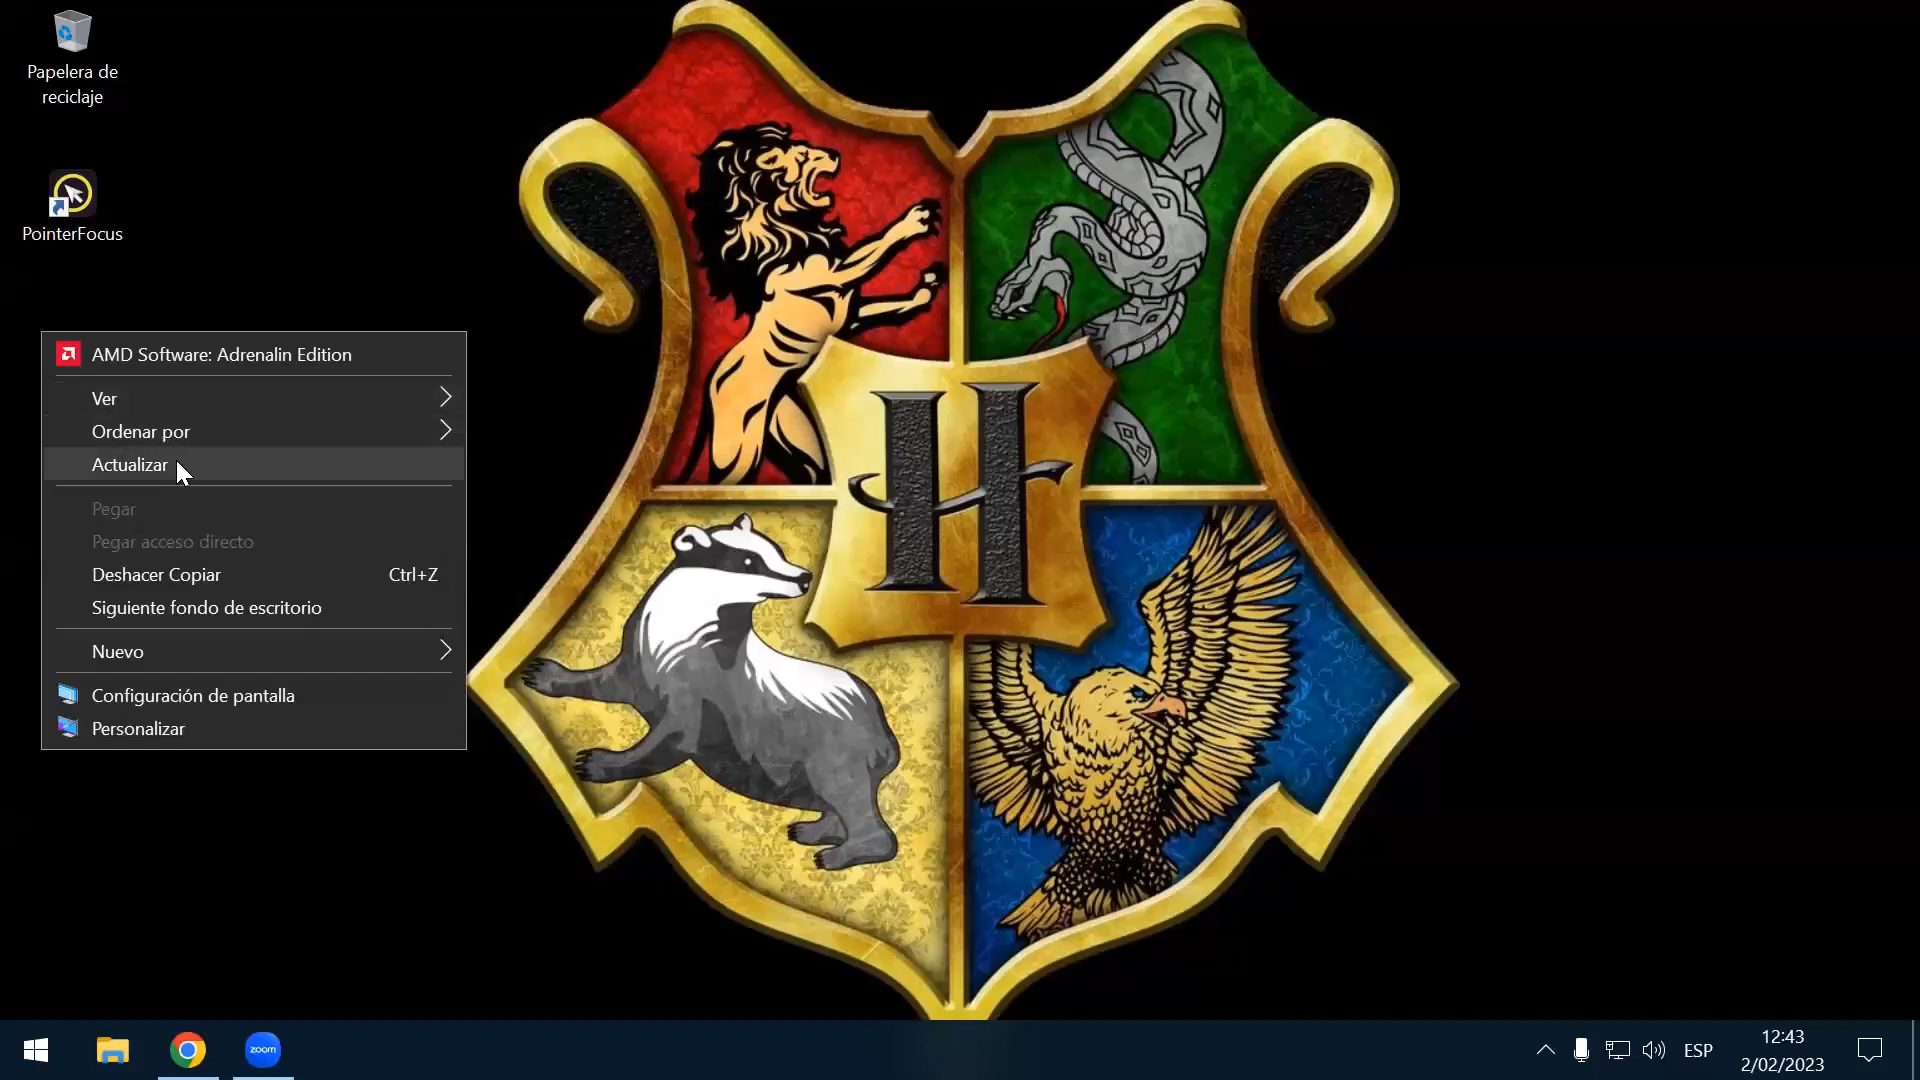 Papelera de
reciclaje
PointerFocus
AMD Software: Adrenalin Edition
Ver
Ordenar por
Actualizar
Pegar
Pegar acceso directo
Deshacer Copiar Ctrl+Z
Siguiente fondo de escritorio
Nuevo
Configuración de pantalla
Personalizar
H
zoom
ESP
12:43
2/02/2023